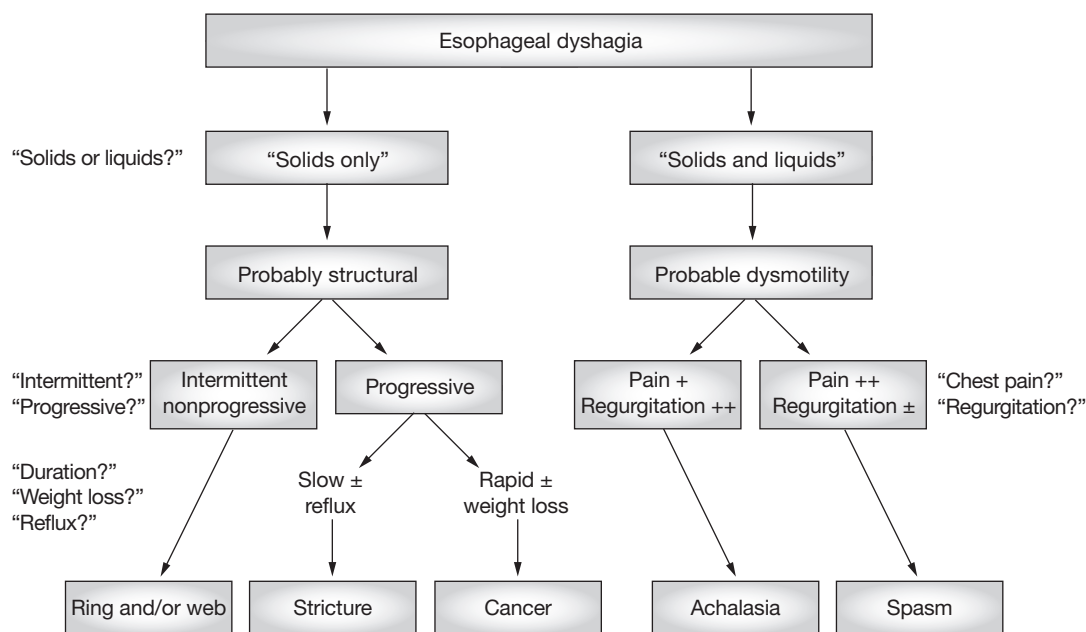 Esophageal dyshagia
“Solids or liquids?”
“Solids only”
“Solids and liquids”
Probably structural
Probable dysmotility
“Intermittent?”
“Progressive?”
Intermittent
nonprogressive
Progressive
Pain +
Regurgitation ++
Pain ++
Regurgitation ±
“Chest pain?”
“Regurgitation?”
“Duration?”
“Weight loss?”
“Reflux?”
Slow ±
reflux
Rapid ±
weight loss
Ring and/or web
Stricture
Cancer
Achalasia
Spasm